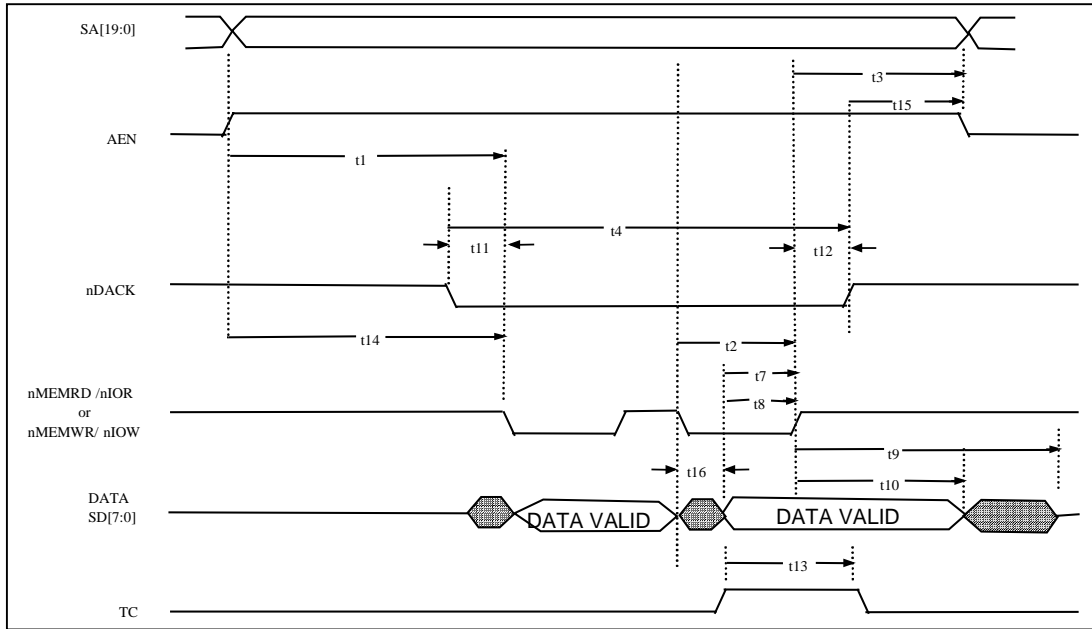 SA[19:0]
t3
t15
AEN
t1
t4
t11
t12
nDACK
t14
t2
t7
nMEMRD /nIOR
or
nMEMWR/ nIOW
t8
t9
t16
t10
DATA
SD[7:0]
DATA VALID
DATA VALID
t13
TC